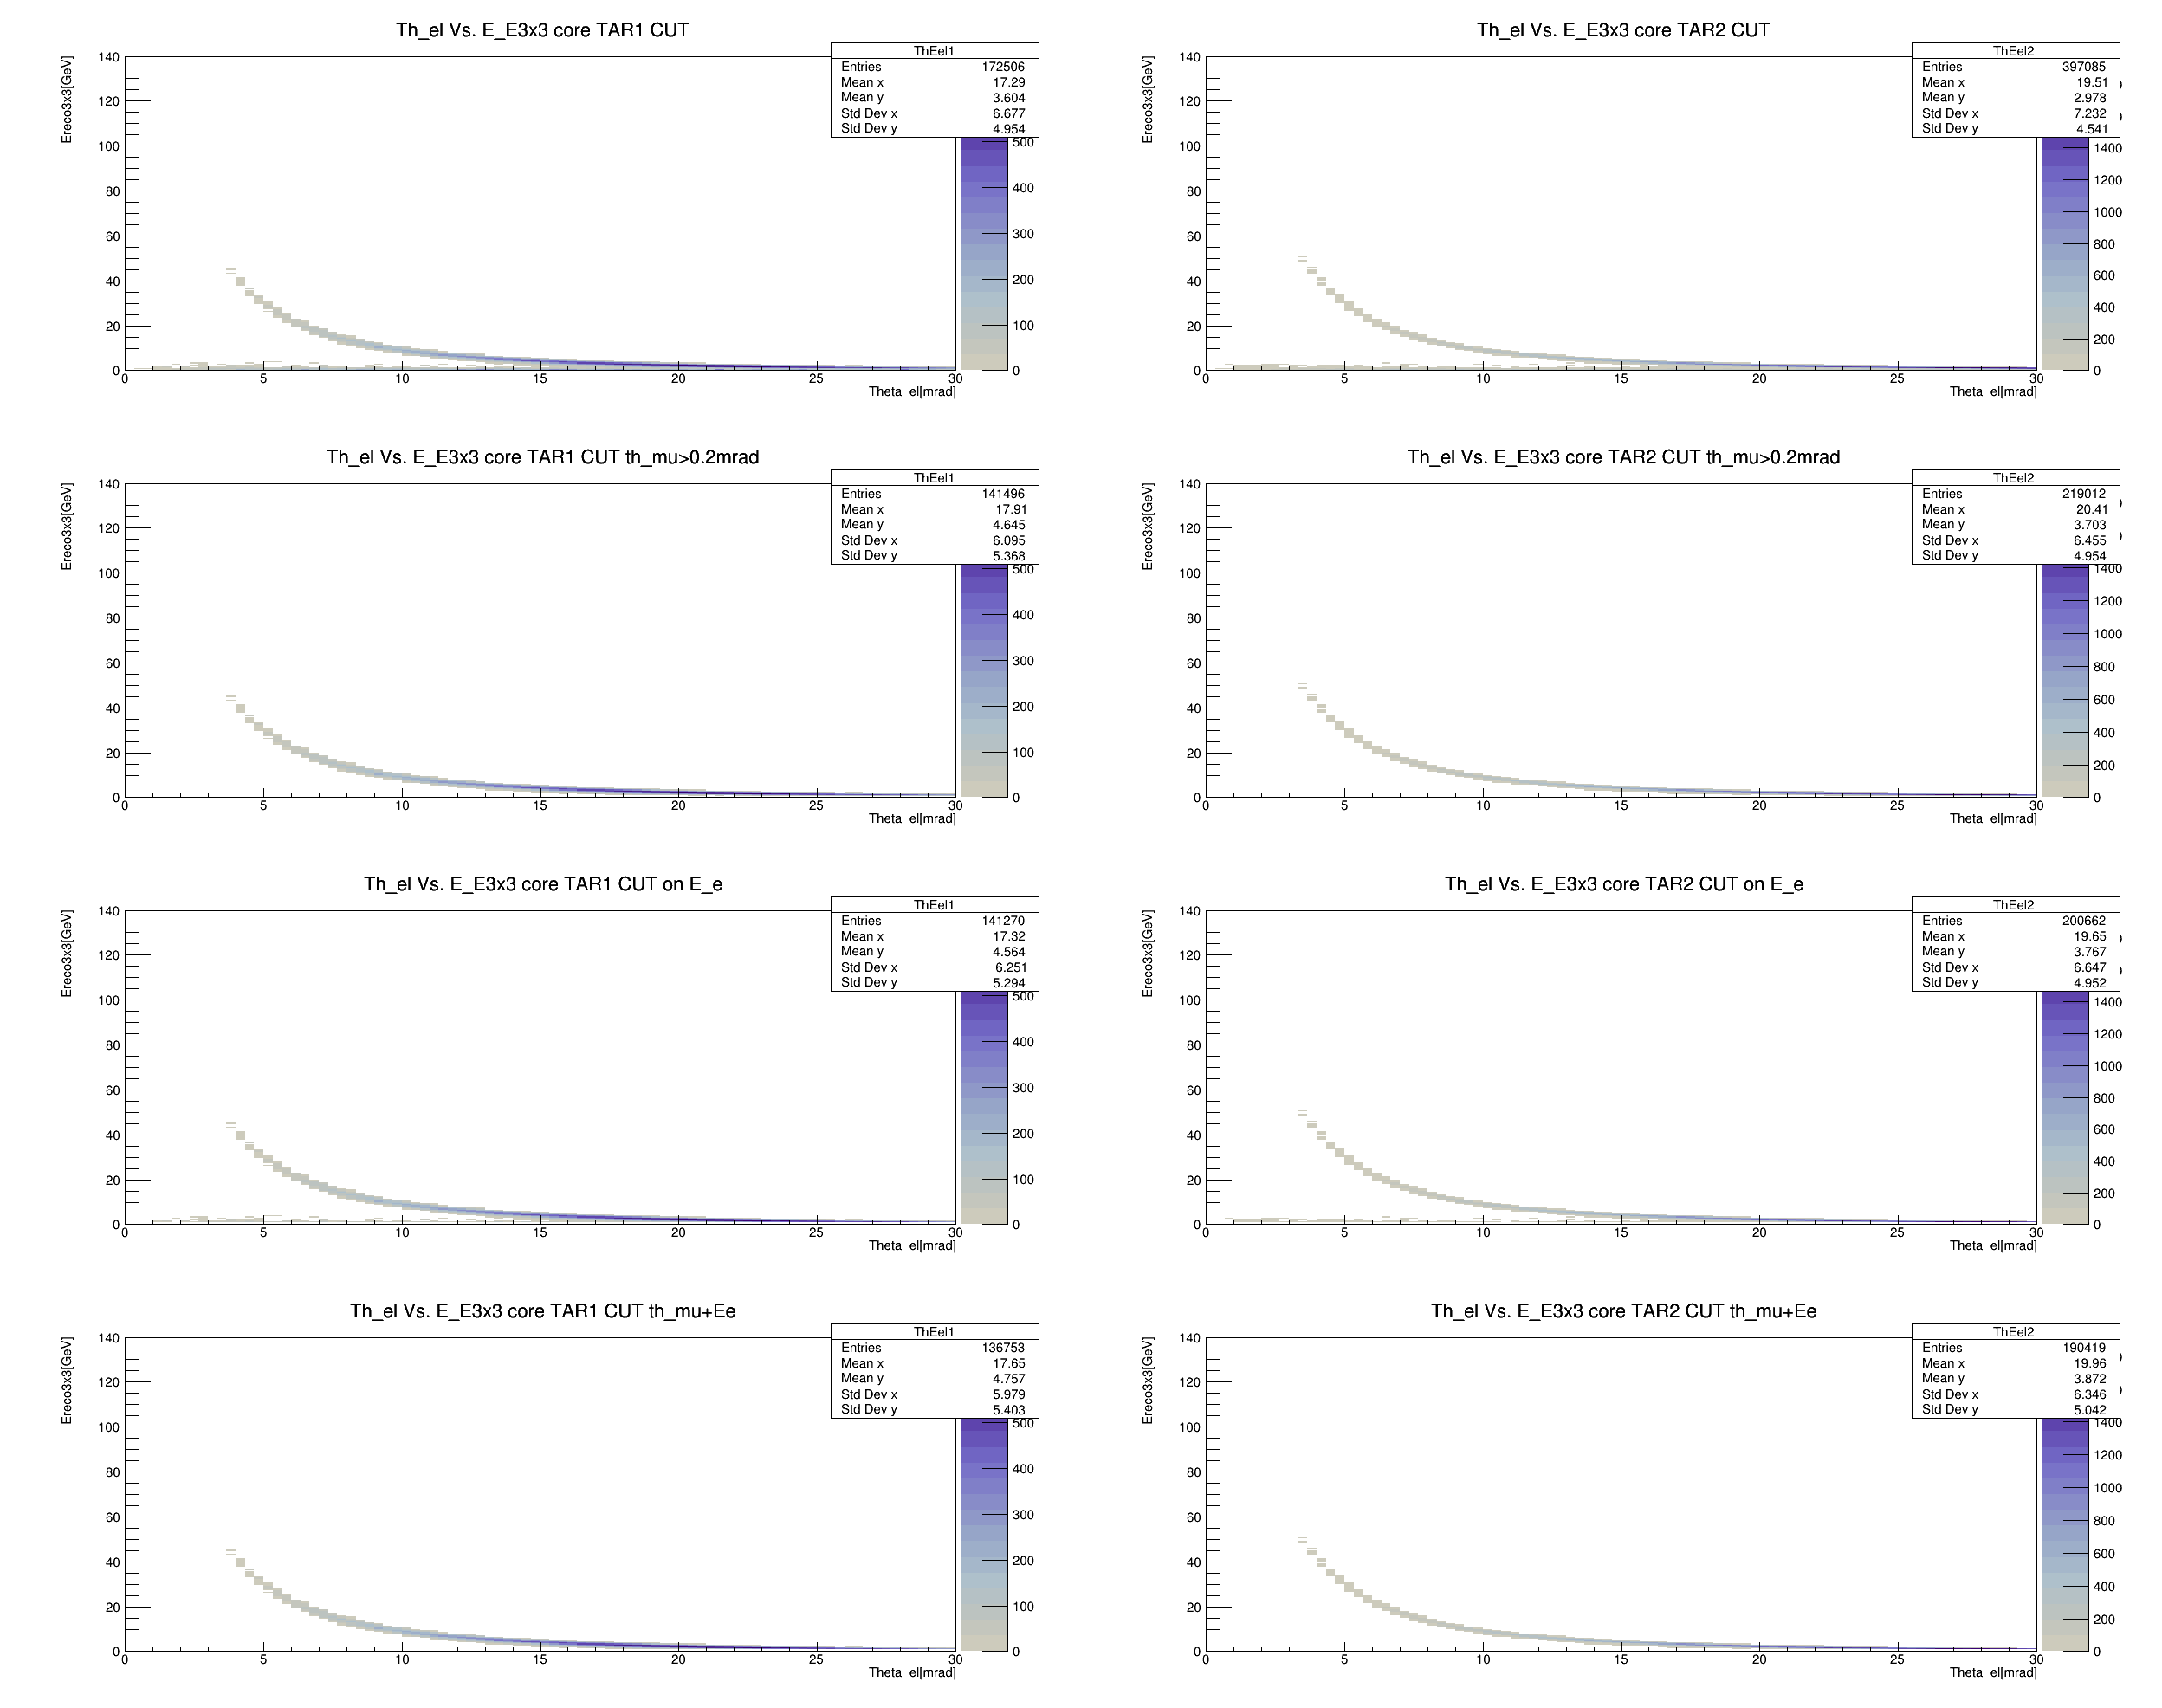 Th_el Vs. E_E3x3 core TAR1 CUT
ThEel1
Entries 172506
Mean x 17.29
Mean y 3.604
Std Dev x 6.677
Std Dev y 4.954
Ereco3x3[GeV]
140
120
100
80
60
40
20
0
0 5 10 15 20 25 30
Theta_el[mrad]
500
400
300
200
100
0
Th_el Vs. E_E3x3 core TAR2 CUT
ThEel2
Entries 397085
Mean x 19.51
Mean y 2.978
Std Dev x 7.232
Std Dev y 4.541
Ereco3x3[GeV]
140
120
100
80
60
40
20
0
0 5 10 15 20 25 30
Theta_el[mrad]
1400
1200
1000
800
600
400
200
0
Th_el Vs. E_E3x3 core TAR1 CUT th_mu>0.2mrad
ThEel1
Entries 141496
Mean x 17.91
Mean y 4.645
Std Dev x 6.095
Std Dev y 5.368
Ereco3x3[GeV]
140
120
100
80
60
40
20
0
0 5 10 15 20 25 30
Theta_el[mrad]
500
400
300
200
100
0
Th_el Vs. E_E3x3 core TAR2 CUT th_mu>0.2mrad
ThEel2
Entries 219012
Mean x 20.41
Mean y 3.703
Std Dev x 6.455
Std Dev y 4.954
Ereco3x3[GeV]
140
120
100
80
60
40
20
0
0 5 10 15 20 25 30
Theta_el[mrad]
1400
1200
1000
800
600
400
200
0
Th_el Vs. E_E3x3 core TAR1 CUT on E_e
ThEel1
Entries 141270
Mean x 17.32
Mean y 4.564
Std Dev x 6.251
Std Dev y 5.294
Ereco3x3[GeV]
140
120
100
80
60
40
20
0
0 5 10 15 20 25 30
Theta_el[mrad]
500
400
300
200
100
0
Th_el Vs. E_E3x3 core TAR2 CUT on E_e
ThEel2
Entries 200662
Mean x 19.65
Mean y 3.767
Std Dev x 6.647
Std Dev y 4.952
Ereco3x3[GeV]
140
120
100
80
60
40
20
0
0 5 10 15 20 25 30
Theta_el[mrad]
1400
1200
1000
800
600
400
200
0
Th_el Vs. E_E3x3 core TAR1 CUT th_mu+Ee
ThEel1
Entries 136753
Mean x 17.65
Mean y 4.757
Std Dev x 5.979
Std Dev y 5.403
Ereco3x3[GeV]
140
120
100
80
60
40
20
0
0 5 10 15 20 25 30
Theta_el[mrad]
500
400
300
200
100
0
Th_el Vs. E_E3x3 core TAR2 CUT th_mu+Ee
ThEel2
Entries 190419
Mean x 19.96
Mean y 3.872
Std Dev x 6.346
Std Dev y 5.042
Ereco3x3[GeV]
140
120
100
80
60
40
20
0
0 5 10 15 20 25 30
Theta_el[mrad]
1400
1200
1000
800
600
400
200
0